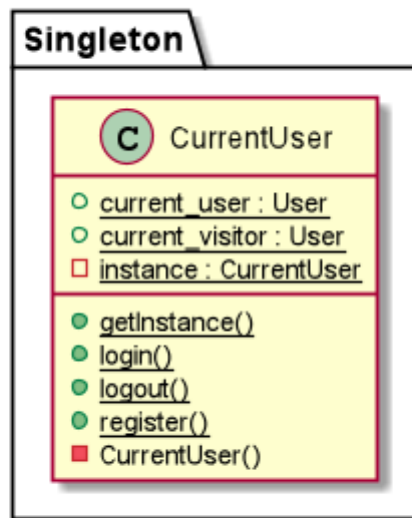 Singleton
C CurrentUser
current_user : User
current_visitor : User
instance : CurrentUser
getInstance()
login()
logout()
register()
CurrentUser()